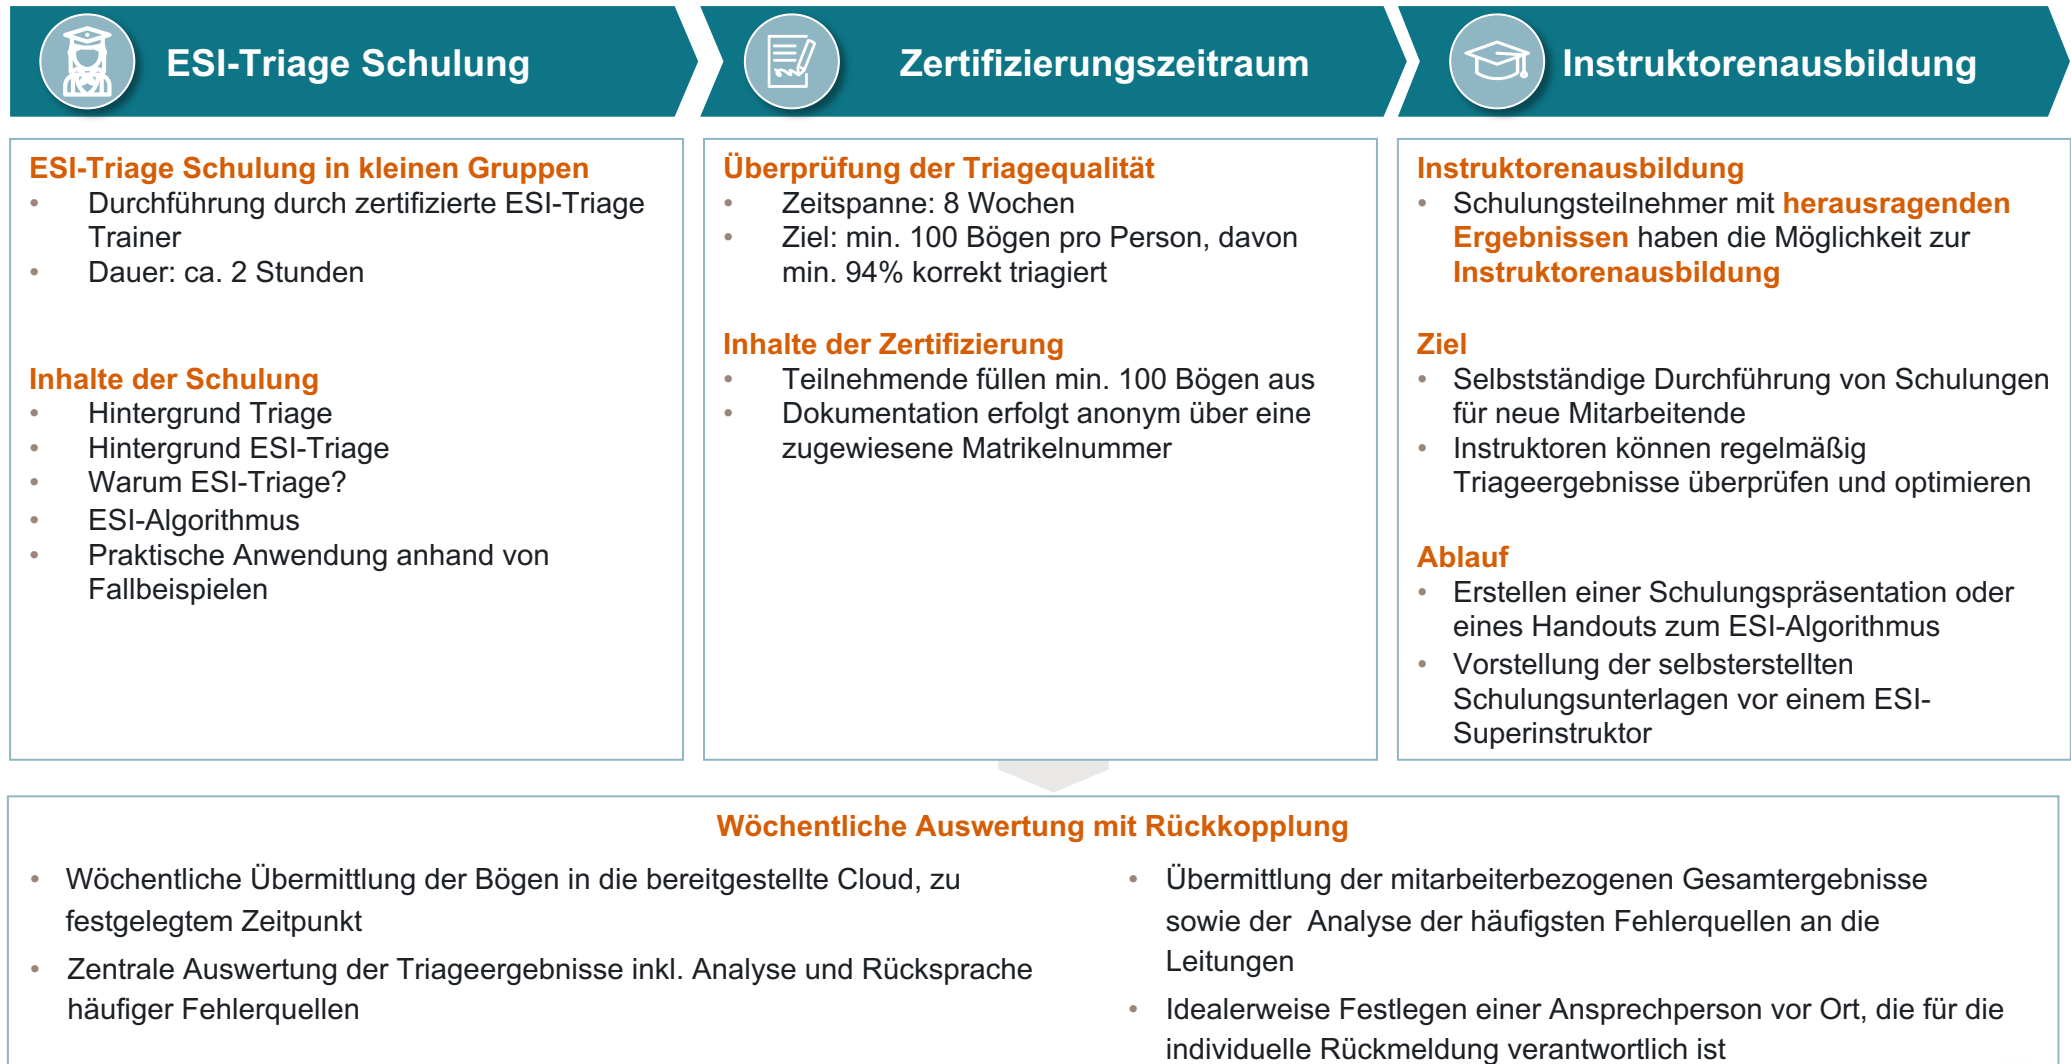 ESI-Triage Schulung
Zertifizierungszeitraum
Instruktorenausbildung
ESI-Triage Schulung in kleinen Gruppen
• Durchführung durch zertifizierte ESI-Triage
Trainer
• Dauer: ca. 2 Stunden
Inhalte der Schulung
• Hintergrund Triage
• Hintergrund ESI-Triage
• Warum ESI-Triage?
• ESI-Algorithmus
• Praktische Anwendung anhand von
Fallbeispielen
Überprüfung der Triagequalität
• Zeitspanne: 8 Wochen
• Ziel: min. 100 Bögen pro Person, davon
min. 94% korrekt triagiert
Inhalte der Zertifizierung
• Teilnehmende füllen min. 100 Bögen aus
• Dokumentation erfolgt anonym über eine
zugewiesene Matrikelnummer
Instruktorenausbildung
• Schulungsteilnehmer mit herausragenden
Ergebnissen haben die Möglichkeit zur
Instruktorenausbildung
Ziel
• Selbstständige Durchführung von Schulungen
für neue Mitarbeitende
• Instruktoren können regelmäßig
Triageergebnisse überprüfen und optimieren
Ablauf
• Erstellen einer Schulungspräsentation oder
eines Handouts zum ESI-Algorithmus
• Vorstellung der selbsterstellten
Schulungsunterlagen vor einem ESI-
Superinstruktor
Wöchentliche Auswertung mit Rückkopplung
• Wöchentliche Übermittlung der Bögen in die bereitgestellte Cloud, zu
festgelegtem Zeitpunkt
• Zentrale Auswertung der Triageergebnisse inkl. Analyse und Rücksprache
häufiger Fehlerquellen
• Übermittlung der mitarbeiterbezogenen Gesamtergebnisse
sowie der Analyse der häufigsten Fehlerquellen an die
Leitungen
• Idealerweise Festlegen einer Ansprechperson vor Ort, die für die
individuelle Rückmeldung verantwortlich ist